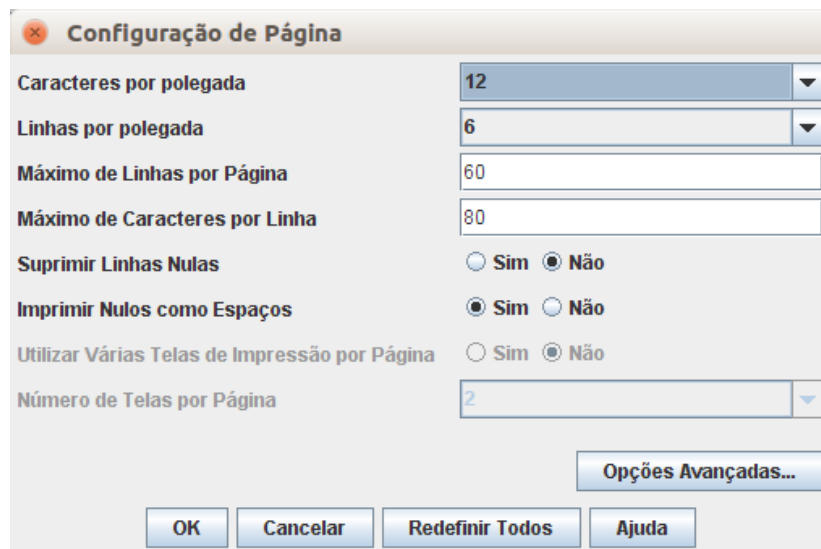 Configuração de Página
Caracteres por polegada 12
Linhas por polegada 6
Máximo de Linhas por Página 60
Máximo de Caracteres por Linha 80
Suprimir Linhas Nulas Sim Não
Imprimir Nulos como Espaços Sim Não
Utilizar Várias Telas de Impressão por Página Sim Não
Número de Telas por Página 2
Opções Avançadas...
OK Cancelar Redefinir Todos Ajuda